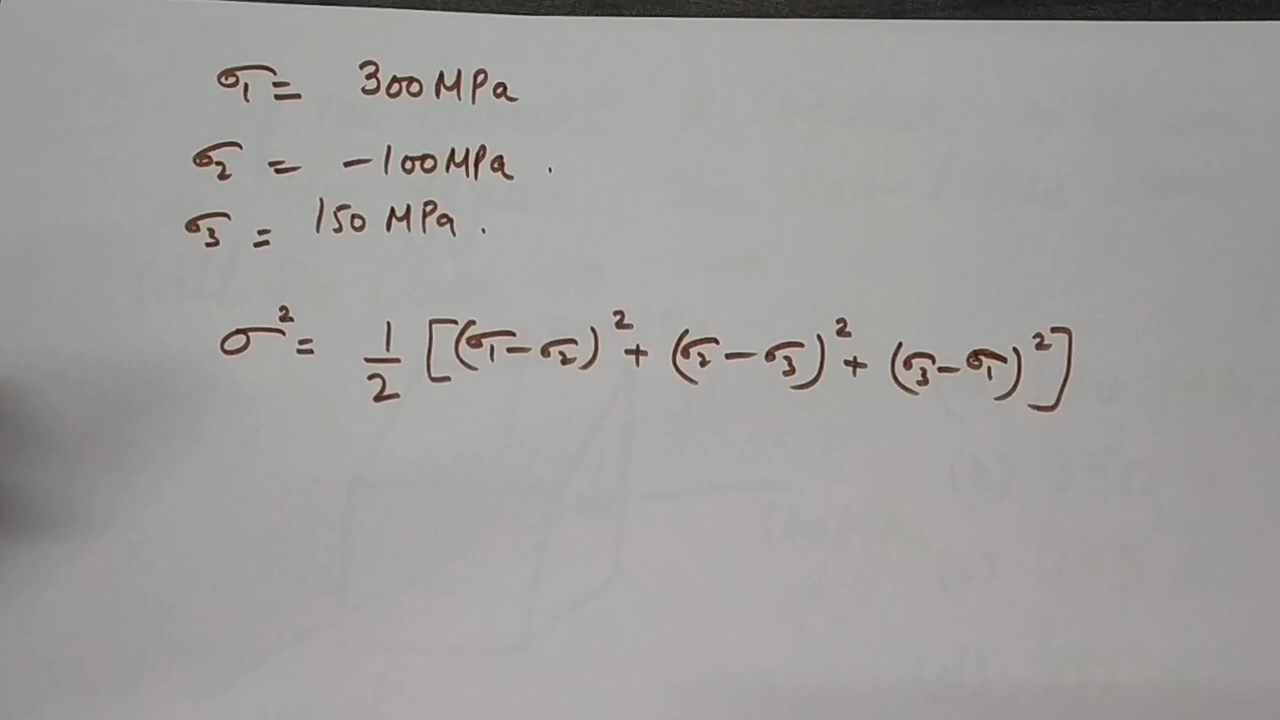 σ₁ = 300 MPa
σ₂ = -100 MPa .
σ₃ = 150 MPa .
σ² = 1/2 [(σ₁ - σ₂)² + (σ₂ - σ₃)² + (σ₃ - σ₁)²]